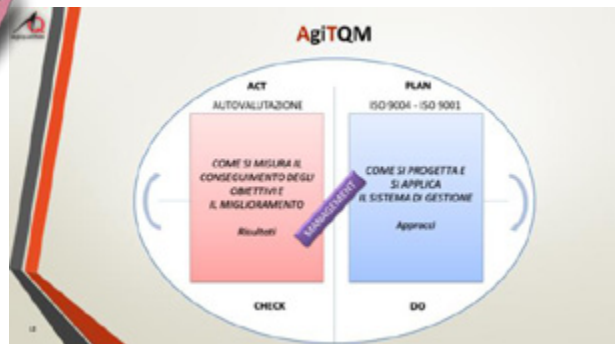 AgiTQM
ACT
AUTOVALUTAZIONE
COME SI MISURA IL
CONSEGUIMENTO DEGLI
OBIETTIVI E
IL MIGLIORAMENTO
Risultati
CHECK
MANAGEMENT
PLAN
ISO 9004 - ISO 9001
COME SI PROGETTA E
SI APPLICA
IL SISTEMA DI GESTIONE
Approcci
DO